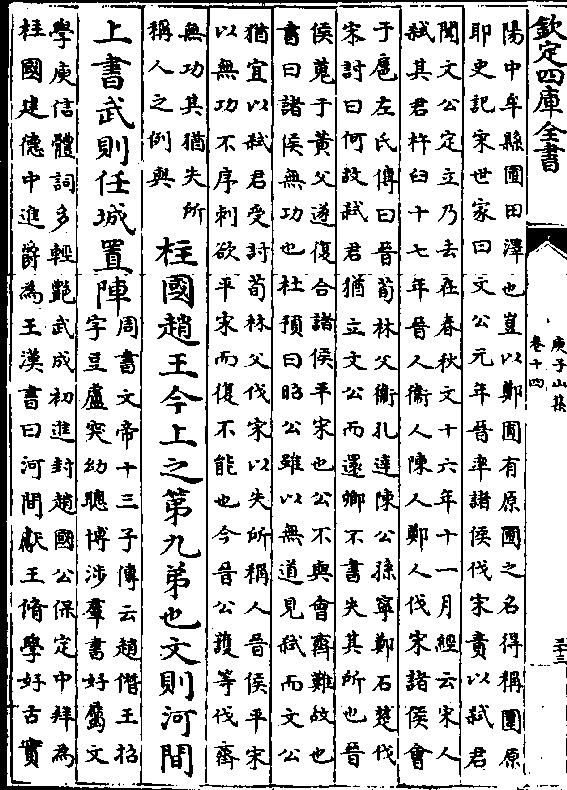 欽定四庫全書
庾子山集
卷十四
三十三
陽中牟縣圃田澤也豈以鄭圃有原圃之名得稱圃原
耶史記宋世家曰文公元年晉率諸侯伐宋責以弑君
聞文公定立乃去在春秋文十六年十一月經云宋人
弑其君杵臼十七年晉人衛人陳人鄭人伐宋諸侯會
于扈左氏傳曰晉荀林父衛孔達陳公孫寧鄭石楚伐
宋討曰何故弑君猶立文公而還卿不書失其所也晉
侯蒐于黄父遂復合諸侯平宋也公不與會齊難故也
書曰諸侯無功也杜預曰昭公雖以無道見弑而文公
猶宜以弑君受討荀林父伐宋以失所稱人晉侯平宋
以無功不序刺欲平宋而復不能也今晉公護等伐齊
無功其猶失所
稱人之例與
柱國趙王今上之第九弟也文則河間
上書武則任城置陣
周書文帝十三子傳云趙僭王招
字豆盧突幼聰博涉羣書好屬文
學庾信體詞多輕艶武成初進封趙國公保定中拜為
柱國建德中進爵為王漢書曰河間獻王脩學好古實